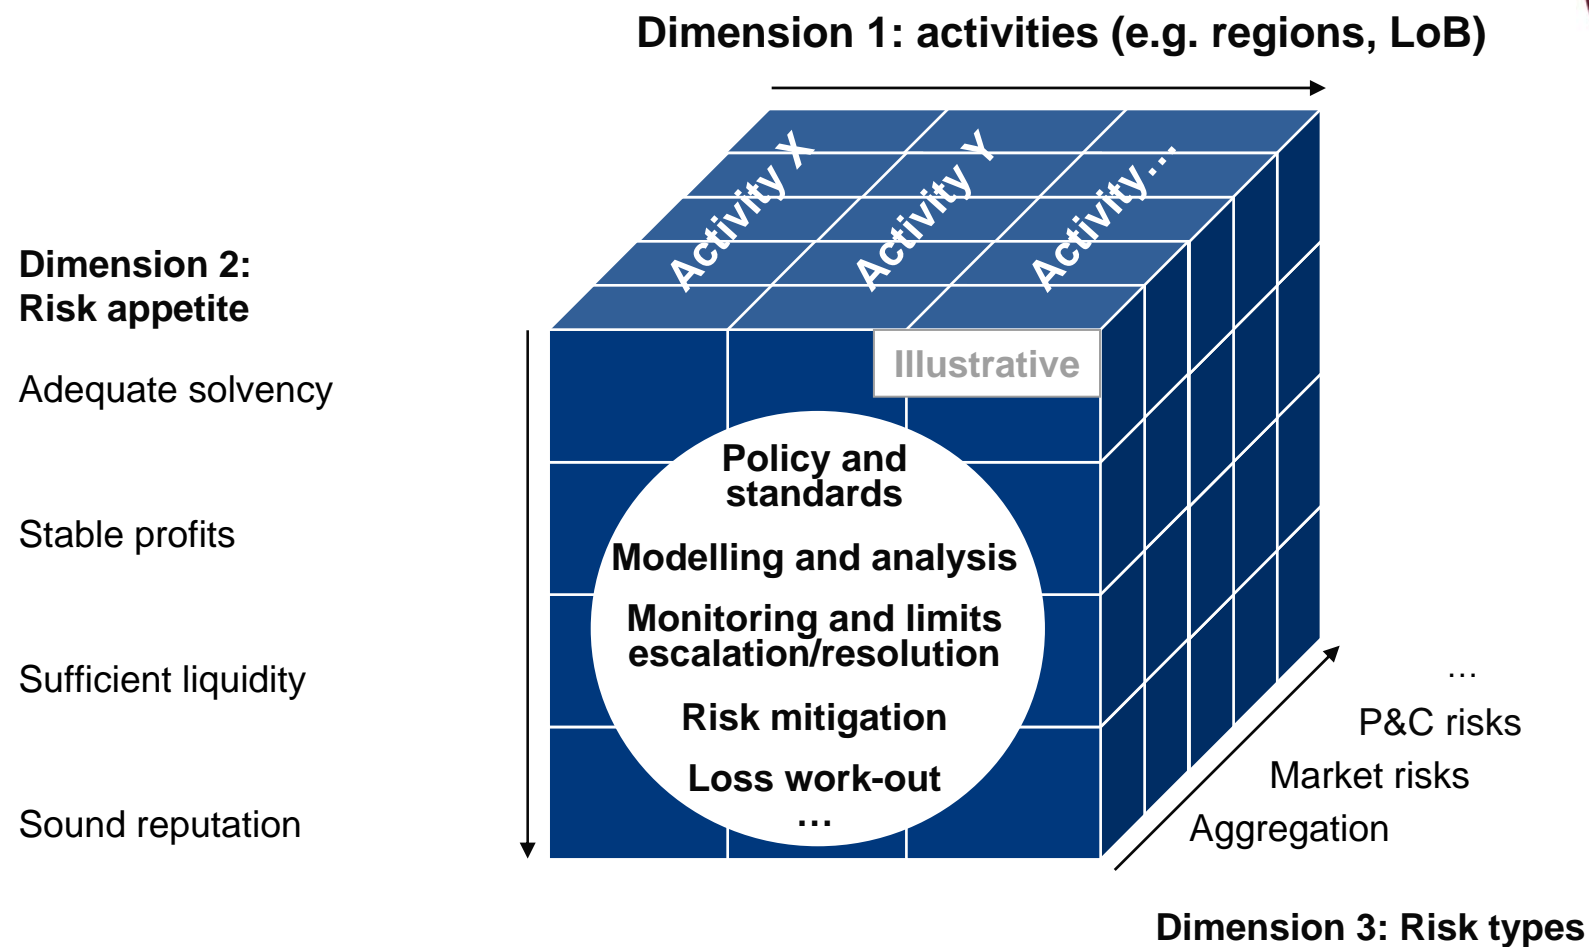 Dimension 1: activities (e.g. regions, LoB)
Activity X
Activity Y
Activity...
Dimension 2:
Risk appetite
Illustrative
Adequate solvency
Policy and
standards
Stable profits
Modelling and analysis
Monitoring and limits
escalation/resolution
Sufficient liquidity
Risk mitigation
Loss work-out
...
Sound reputation
...
P&C risks
Market risks
Aggregation
Dimension 3: Risk types